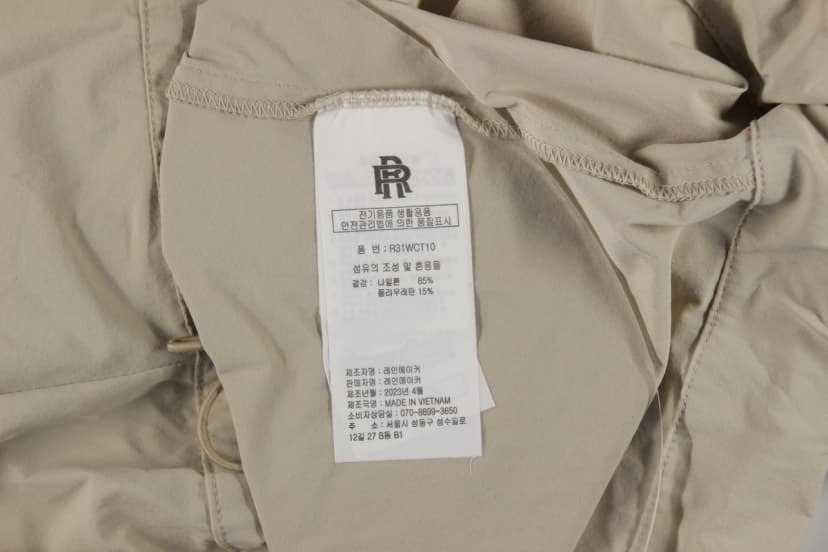 RR
전기용품 생활용품
안전관리법에 의한 품질표시
품 번 : R31WCT10
섬유의 조성 및 혼용률
겉감 : 나일론 85%
폴리우레탄 15%
제조자명 : 레인메이커
판매자명 : 레인메이커
제조년월 : 2023년 4월
제조국명 : MADE IN VIETNAM
소비자상담실 : 070-8699-3650
주 소 : 서울시 성동구 성수일로
12길 27 B동 B1